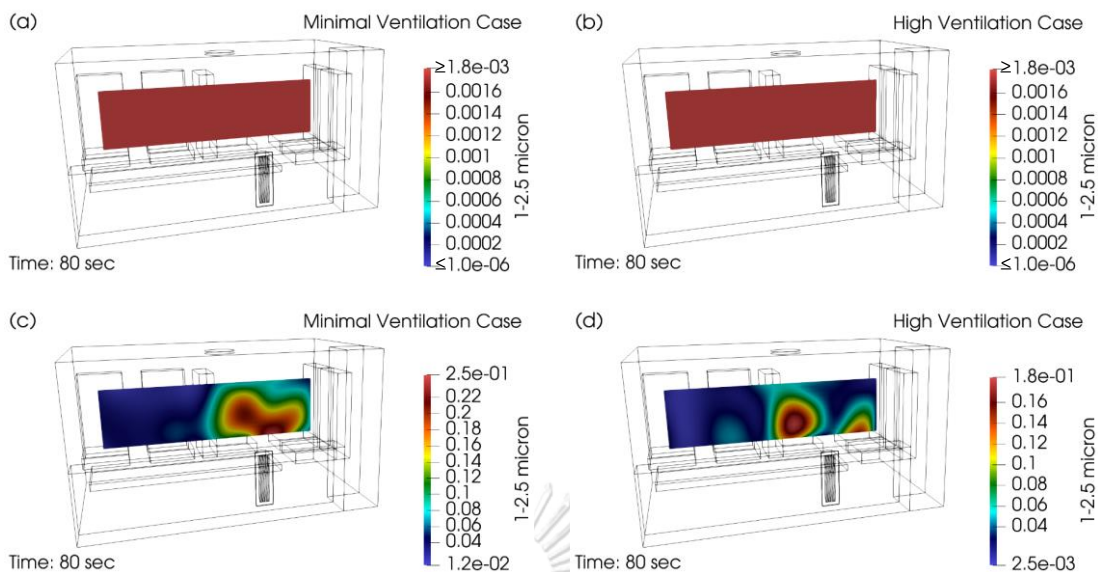 (a)
Minimal Ventilation Case
≥1.8e-03
0.0016
0.0014
0.0012
0.001
0.0008
0.0006
0.0004
0.0002
≤1.0e-06
1-2.5 micron
Time: 80 sec
(b)
High Ventilation Case
≥1.8e-03
0.0016
0.0014
0.0012
0.001
0.0008
0.0006
0.0004
0.0002
≤1.0e-06
1-2.5 micron
Time: 80 sec
(c)
Minimal Ventilation Case
2.5e-01
0.22
0.2
0.18
0.16
0.14
0.12
0.1
0.08
0.06
0.04
1.2e-02
1-2.5 micron
Time: 80 sec
(d)
High Ventilation Case
1.8e-01
0.16
0.14
0.12
0.1
0.08
0.06
0.04
2.5e-03
1-2.5 micron
Time: 80 sec